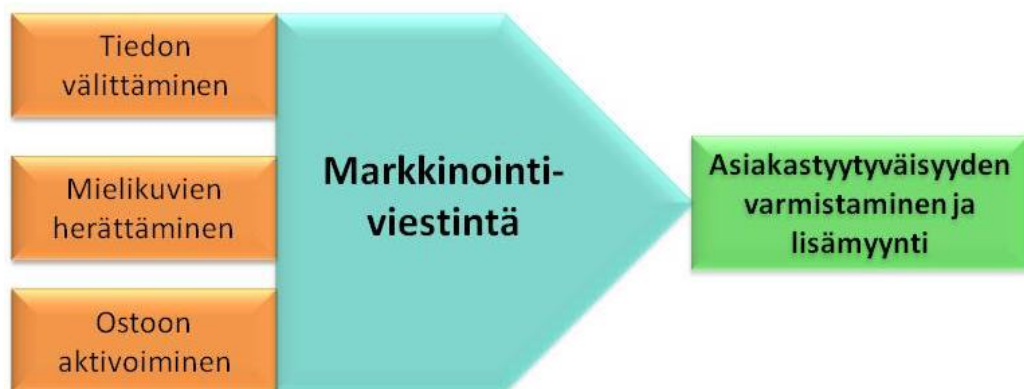 Tiedon
välittäminen
Mielikuvien
herättäminen
Ostoon
aktivoiminen
Markkinointi-
viestintä
Asiakastyytyväisyyden
varmistaminen ja
lisämyynti